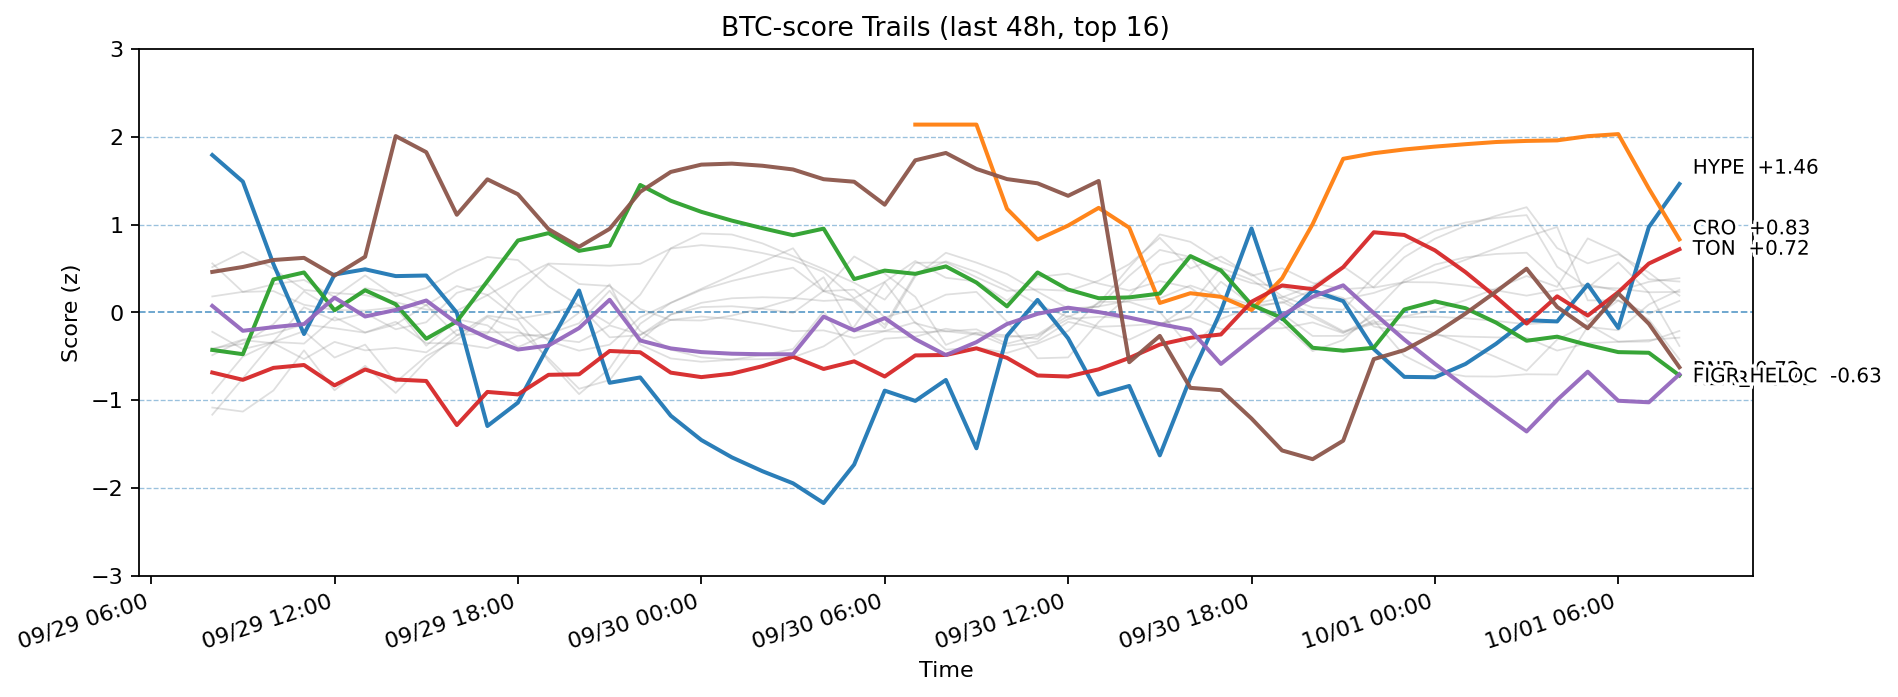 BTC-score Trails (last 48h, top 16)
Score (z)
3
2
1
0
−1
−2
−3
HYPE +1.46
CRO +0.83
TON +0.72
HELOC -0.63
09/29 06:00
09/29 12:00
09/29 18:00
09/30 00:00
09/30 06:00
09/30 12:00
09/30 18:00
10/01 00:00
10/01 06:00
Time